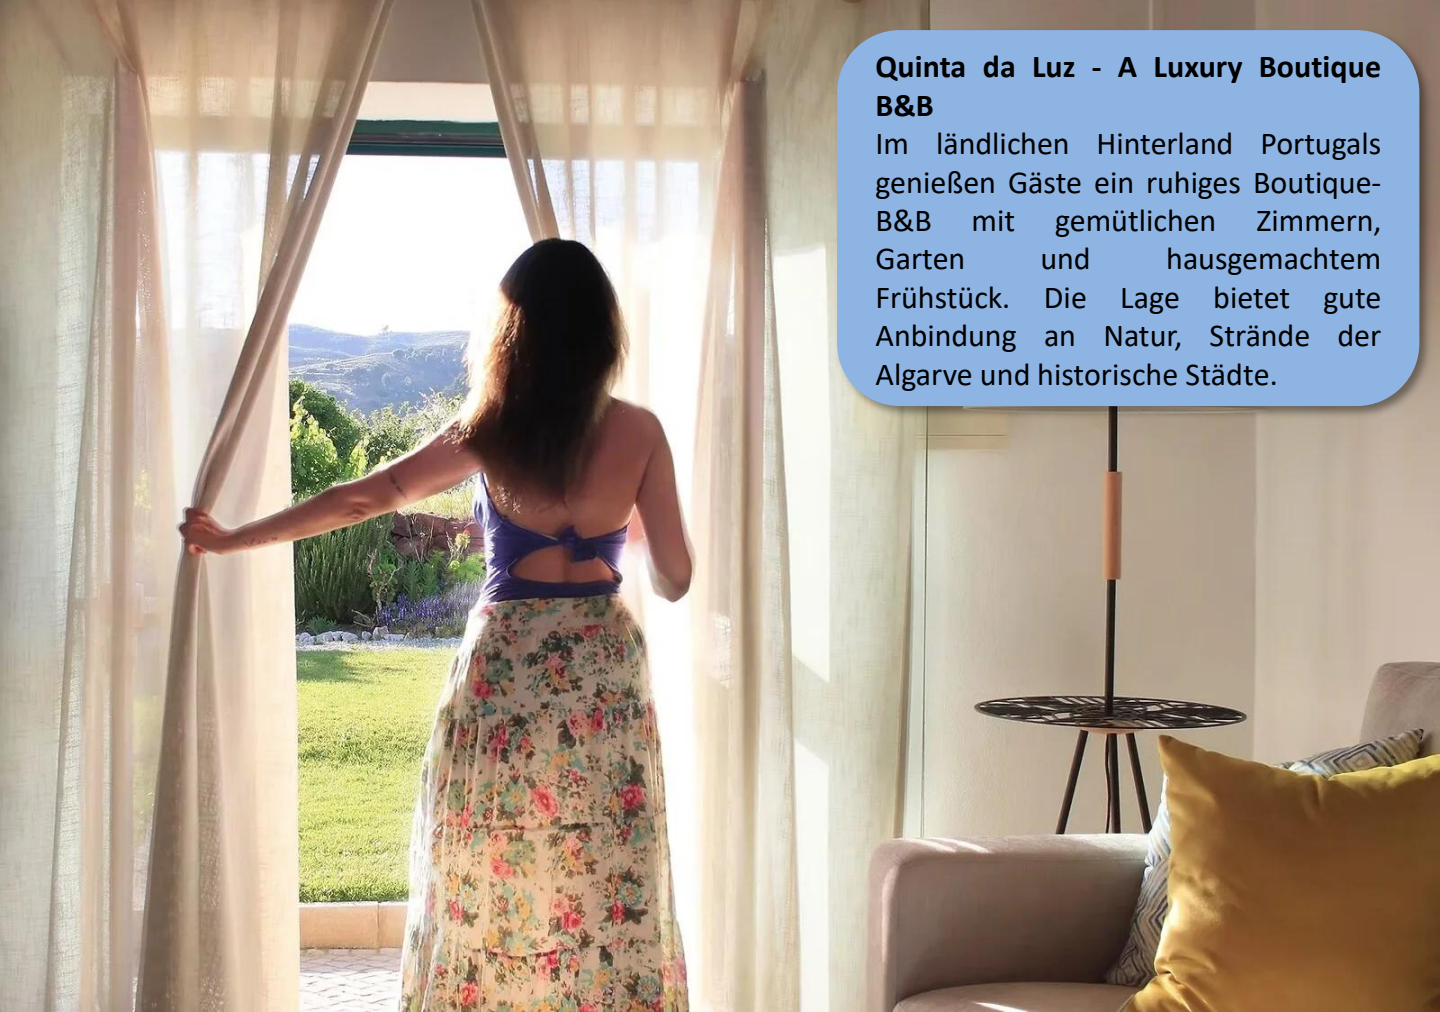 Quinta da Luz - A Luxury Boutique
B&B
Im ländlichen Hinterland Portugals
genießen Gäste ein ruhiges Boutique-
B&B mit gemütlichen Zimmern,
Garten und hausgemachtem
Frühstück. Die Lage bietet gute
Anbindung an Natur, Strände der
Algarve und historische Städte.